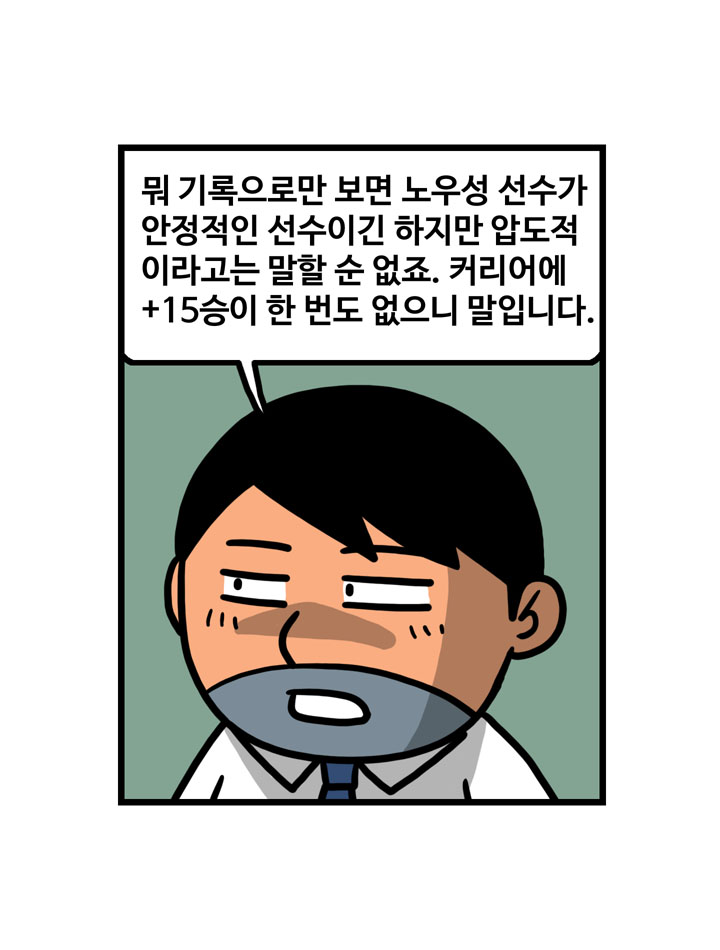 뭐 기록으로만 보면 노우성 선수가
안정적인 선수이긴 하지만 압도적
이라고는 말할 순 없죠. 커리어에
+15승이 한 번도 없으니 말입니다.